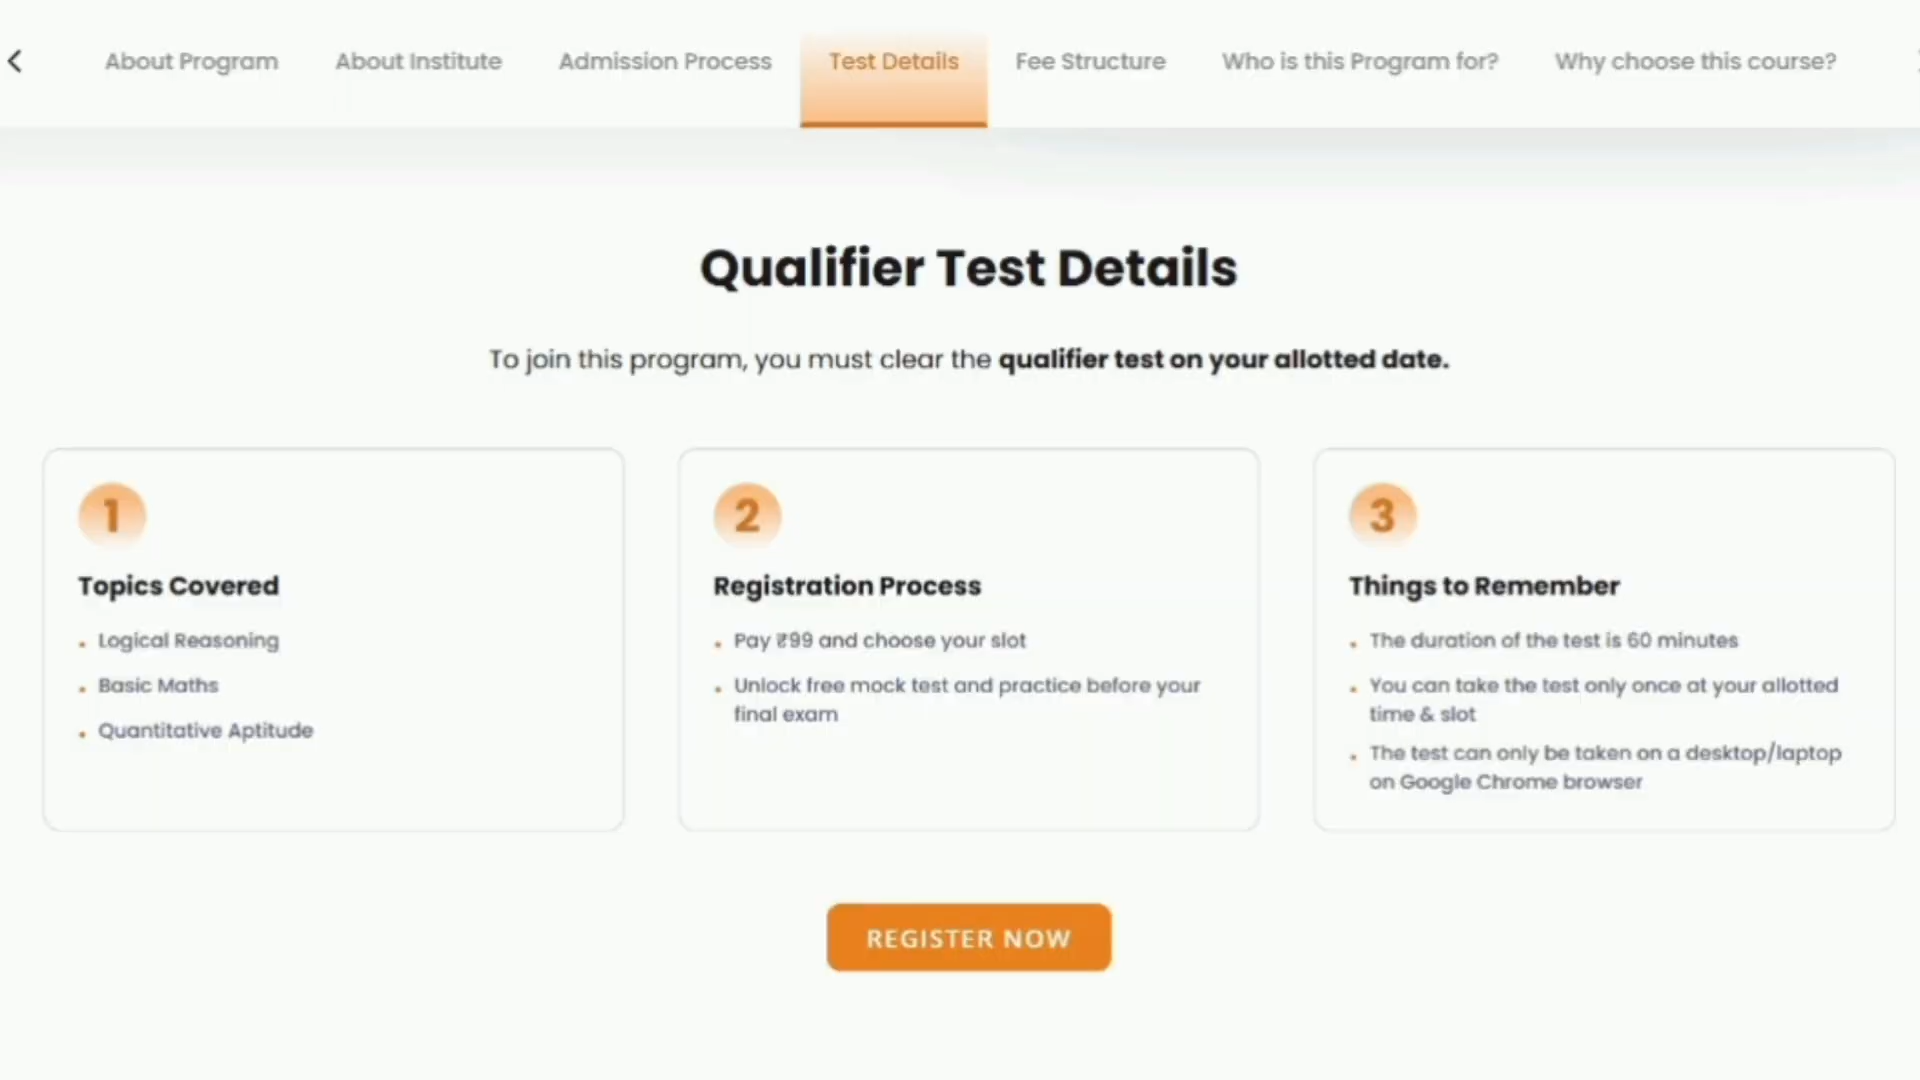 About Program
About Institute
Admission Process
Test Details
Fee Structure
Who is this Program for?
Why choose this course?
Qualifier Test Details
To join this program, you must clear the qualifier test on your allotted date.
1
Topics Covered
Logical Reasoning
Basic Maths
Quantitative Aptitude
2
Registration Process
Pay ₹99 and choose your slot
Unlock free mock test and practice before your
final exam
3
Things to Remember
The duration of the test is 60 minutes
You can take the test only once at your allotted
time & slot
The test can only be taken on a desktop/laptop
on Google Chrome browser
REGISTER NOW